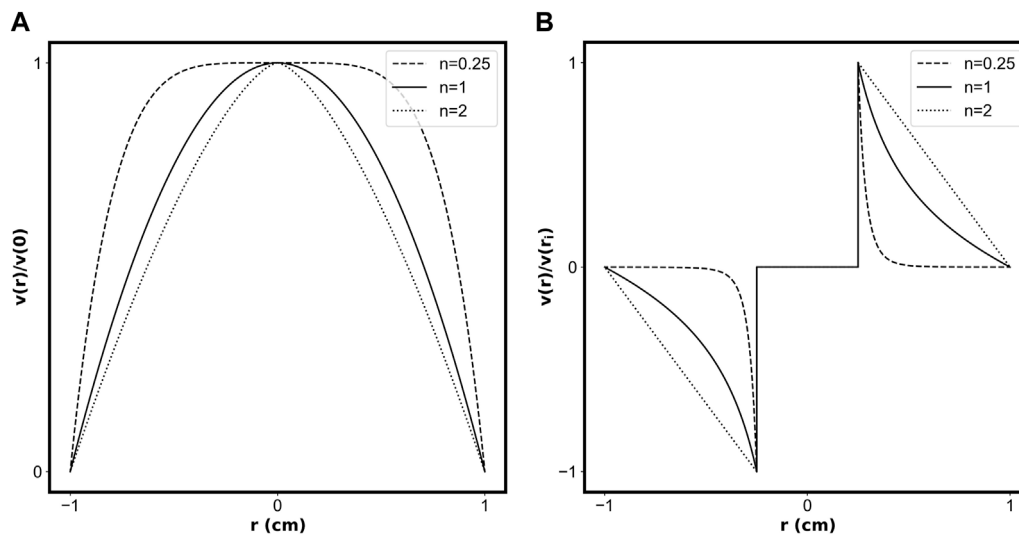 A
v(r)/v(0)
1
0
n=0.25
n=1
n=2
−1
0
1
r (cm)
B
v(r)/v(rᵢ)
1
0
−1
n=0.25
n=1
n=2
−1
0
1
r (cm)